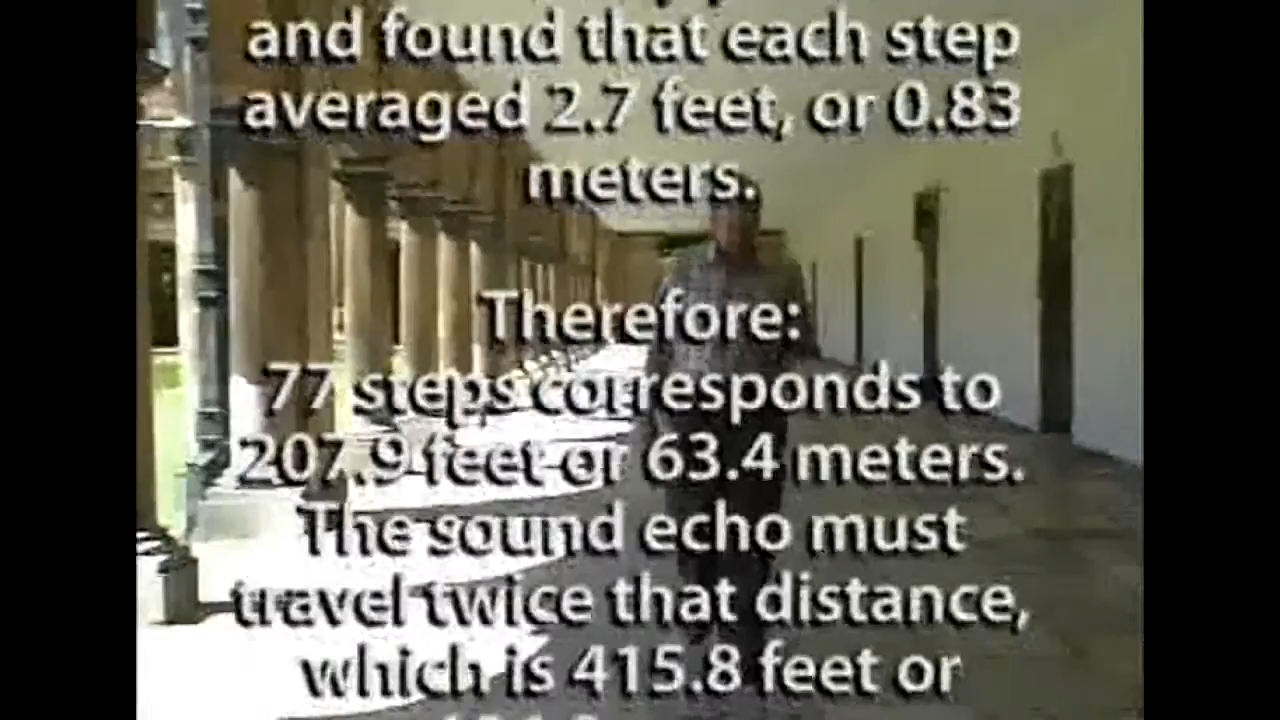 and found that each step
averaged 2.7 feet, or 0.83
meters.
Therefore:
77 steps corresponds to
207.9 feet or 63.4 meters.
The sound echo must
travel twice that distance,
which is 415.8 feet or